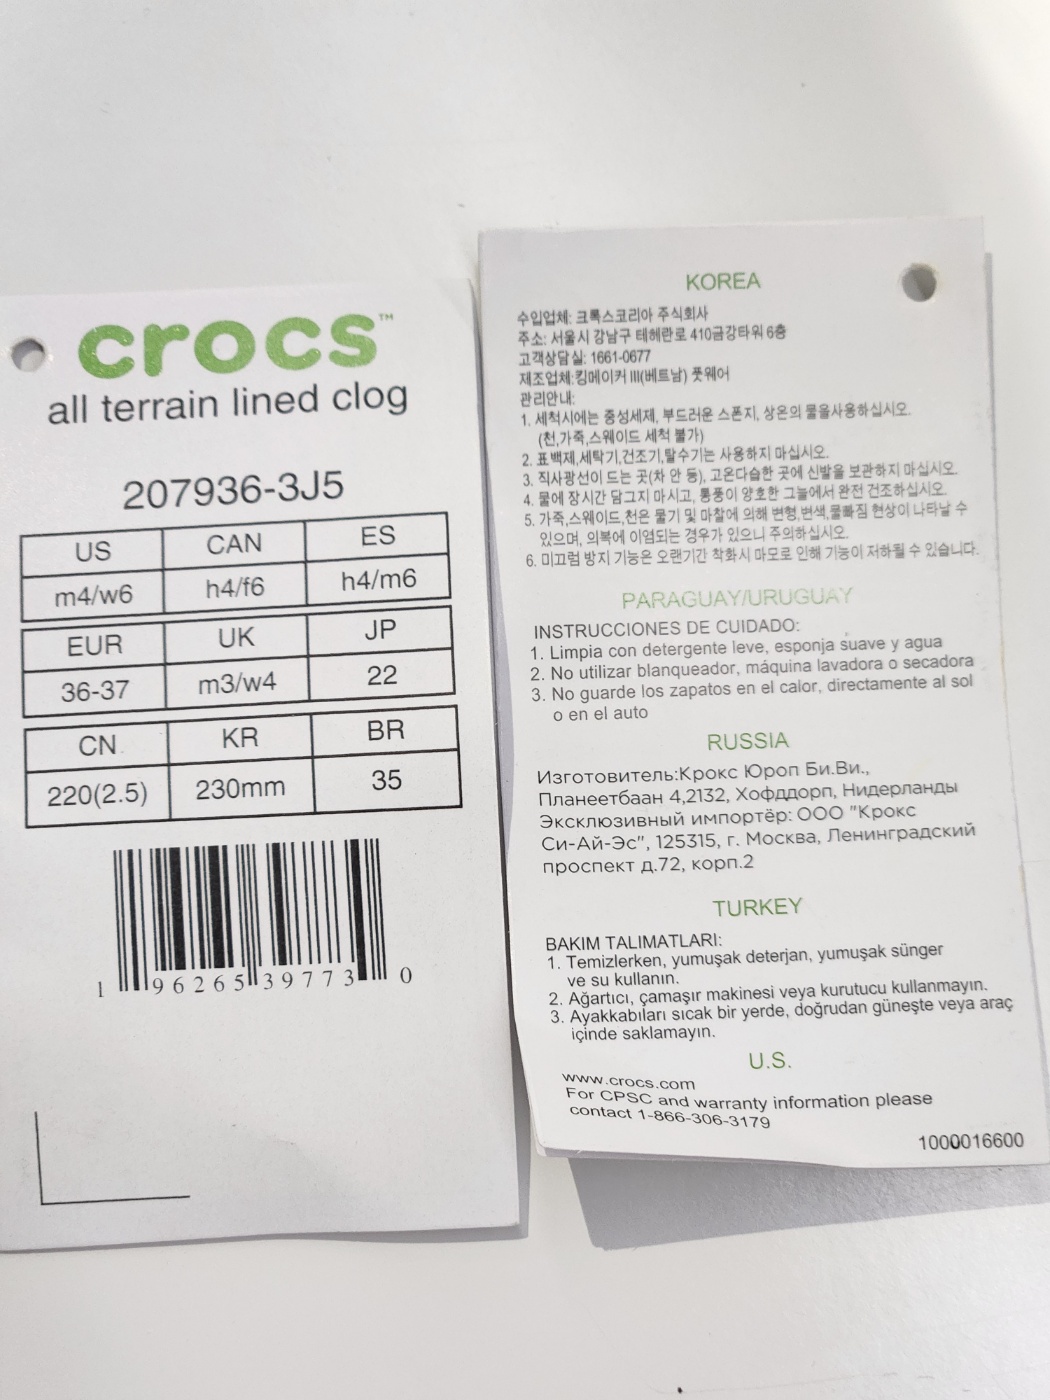 crocs™
all terrain lined clog
207936-3J5
US CAN ES
m4/w6 h4/f6 h4/m6
EUR UK JP
36-37 m3/w4 22
CN KR BR
220(2.5) 230mm 35
1 96265 39773 0
KOREA
수입업체: 크록스코리아 주식회사
주소: 서울시 강남구 테헤란로 410금강타워 6층
고객상담실: 1661-0677
제조업체:킹메이커 III(베트남) 풋웨어
관리안내:
1. 세척시에는 중성세제, 부드러운 스폰지, 상온의 물을사용하십시오.
(천,가죽,스웨이드 세척 불가)
2. 표백제,세탁기,건조기,탈수기는 사용하지 마십시오.
3. 직사광선이 드는 곳(차 안 등), 고온다습한 곳에 신발을 보관하지 마십시오.
4. 물에 장시간 담그지 마시고, 통풍이 양호한 그늘에서 완전 건조하십시오.
5. 가죽,스웨이드,천은 물기 및 마찰에 의해 변형,변색,물빠짐 현상이 나타날 수
있으며, 의복에 이염되는 경우가 있으니 주의하십시오.
6. 미끄럼 방지 기능은 오랜기간 착화시 마모로 인해 기능이 저하될 수 있습니다.
PARAGUAY/URUGUAY
INSTRUCCIONES DE CUIDADO:
1. Limpia con detergente leve, esponja suave y agua
2. No utilizar blanqueador, máquina lavadora o secadora
3. No guarde los zapatos en el calor, directamente al sol
o en el auto
RUSSIA
Изготовитель:Крокс Юроп Би.Ви.,
Планеетбаан 4,2132, Хофддорп, Нидерланды
Эксклюзивный импортёр: ООО "Крокс
Си-Ай-Эс", 125315, г. Москва, Ленинградский
проспект д.72, корп.2
TURKEY
BAKIM TALIMATLARI:
1. Temizlerken, yumuşak deterjan, yumuşak sünger
ve su kullanın.
2. Ağartıcı, çamaşır makinesi veya kurutucu kullanmayın.
3. Ayakkabıları sıcak bir yerde, doğrudan güneşte veya araç
içinde saklamayın.
U.S.
www.crocs.com
For CPSC and warranty information please
contact 1-866-306-3179
1000016600